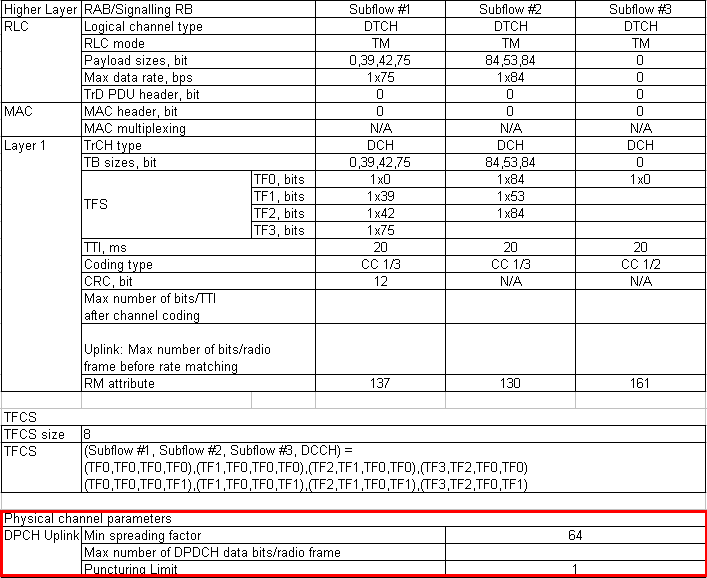 Higher Layer RAB/Signalling RB Subflow #1 Subflow #2 Subflow #3
RLC Logical channel type DTCH DTCH DTCH
RLC mode TM TM TM
Payload sizes, bit 0,39,42,75 84,53,84 0
Max data rate, bps 1x75 1x84
TrD PDU header, bit 0 0 0
MAC MAC header, bit 0 0 0
MAC multiplexing N/A N/A N/A
Layer 1 TrCH type DCH DCH DCH
TB sizes, bit 0,39,42,75 84,53,84 0
TFS TF0, bits 1x0 1x84 1x0
TF1, bits 1x39 1x53
TF2, bits 1x42 1x84
TF3, bits 1x75
TTI, ms 20 20 20
Coding type CC 1/3 CC 1/3 CC 1/2
CRC, bit 12 N/A N/A
Max number of bits/TTI
after channel coding
Uplink: Max number of bits/radio
frame before rate matching
RM attribute 137 130 161
TFCS
TFCS size 8
TFCS (Subflow #1, Subflow #2, Subflow #3, DCCH) =
(TF0,TF0,TF0,TF0),(TF1,TF0,TF0,TF0),(TF2,TF1,TF0,TF0),(TF3,TF2,TF0,TF0)
(TF0,TF0,TF0,TF1),(TF1,TF0,TF0,TF1),(TF2,TF1,TF0,TF1),(TF3,TF2,TF0,TF1)
Physical channel parameters
DPCH Uplink Min spreading factor 64
Max number of DPDCH data bits/radio frame
Puncturing Limit 1